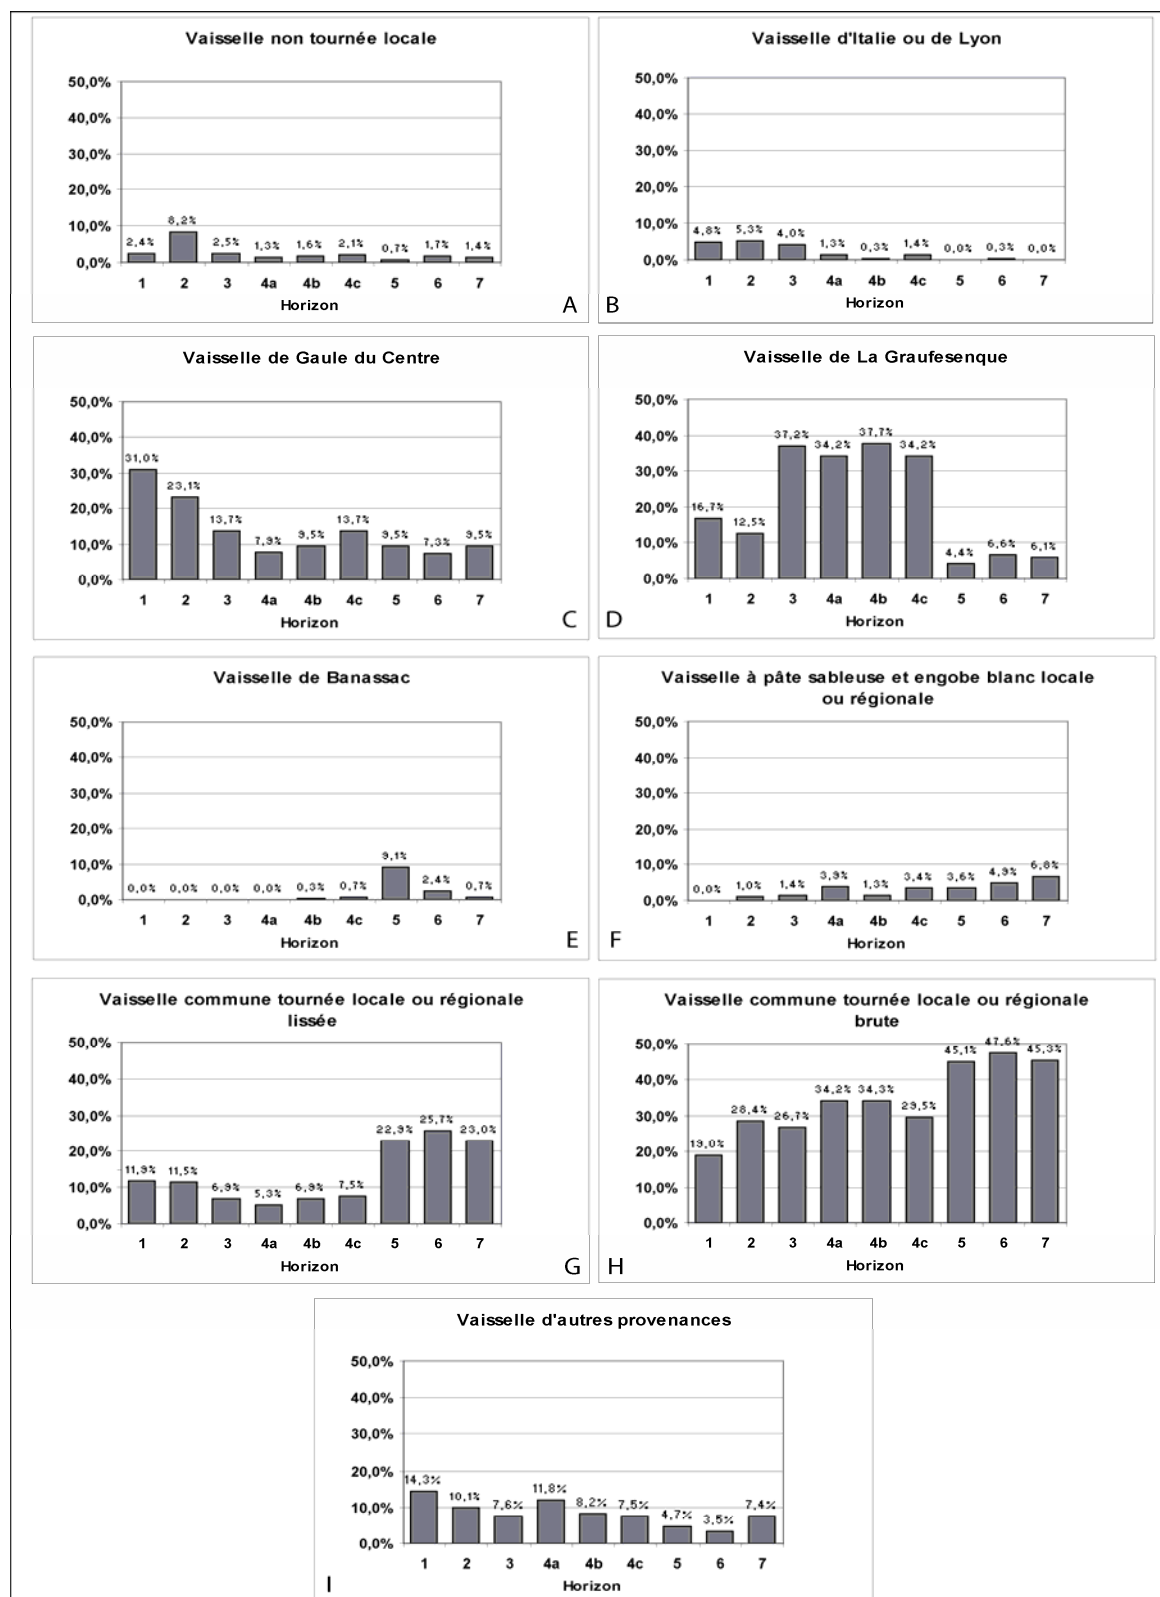 Vaisselle non tournée locale
50,0%
40,0%
30,0%
20,0%
10,0%
0,0%
2,4% 8,2% 2,5% 1,3% 1,6% 2,1% 0,7% 1,7% 1,4%
1 2 3 4a 4b 4c 5 6 7
Horizon
A
Vaisselle d'Italie ou de Lyon
50,0%
40,0%
30,0%
20,0%
10,0%
0,0%
4,8% 5,3% 4,0% 1,3% 0,3% 1,4% 0,0% 0,3% 0,0%
1 2 3 4a 4b 4c 5 6 7
Horizon
B
Vaisselle de Gaule du Centre
50,0%
40,0%
30,0%
20,0%
10,0%
0,0%
31,0% 23,1% 13,7% 7,9% 9,5% 13,7% 9,5% 7,3% 9,5%
1 2 3 4a 4b 4c 5 6 7
Horizon
C
Vaisselle de La Graufesenque
50,0%
40,0%
30,0%
20,0%
10,0%
0,0%
16,7% 12,5% 37,2% 34,2% 37,7% 34,2% 4,4% 6,6% 6,1%
1 2 3 4a 4b 4c 5 6 7
Horizon
D
Vaisselle de Banassac
50,0%
40,0%
30,0%
20,0%
10,0%
0,0%
0,0% 0,0% 0,0% 0,0% 0,3% 0,7% 9,1% 2,4% 0,7%
1 2 3 4a 4b 4c 5 6 7
Horizon
E
Vaisselle à pâte sableuse et engobe blanc locale
ou régionale
50,0%
40,0%
30,0%
20,0%
10,0%
0,0%
0,0% 1,0% 1,4% 3,9% 1,3% 3,4% 3,6% 4,9% 6,8%
1 2 3 4a 4b 4c 5 6 7
Horizon
F
Vaisselle commune tournée locale ou régionale
lissée
50,0%
40,0%
30,0%
20,0%
10,0%
0,0%
11,9% 11,5% 6,9% 5,3% 6,9% 7,5% 22,9% 25,7% 23,0%
1 2 3 4a 4b 4c 5 6 7
Horizon
G
Vaisselle commune tournée locale ou régionale
brute
50,0%
40,0%
30,0%
20,0%
10,0%
0,0%
19,0% 28,4% 26,7% 34,2% 34,3% 29,5% 45,1% 47,6% 45,3%
1 2 3 4a 4b 4c 5 6 7
Horizon
H
Vaisselle d'autres provenances
50,0%
40,0%
30,0%
20,0%
10,0%
0,0%
14,3% 10,1% 7,6% 11,8% 8,2% 7,5% 4,7% 3,5% 7,4%
1 2 3 4a 4b 4c 5 6 7
Horizon
I